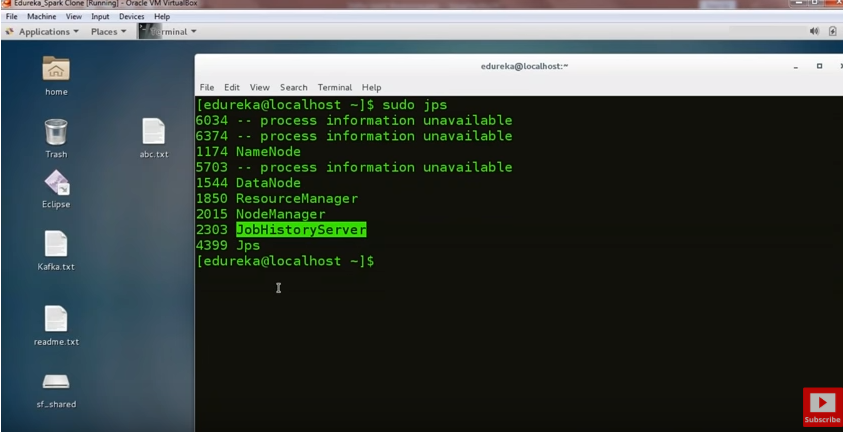 Edureka_Spark Clone [Running] - Oracle VM VirtualBox
File Machine View Input Devices Help
Applications Places Terminal
edureka@localhost:~
File Edit View Search Terminal Help
[edureka@localhost ~]$ sudo jps
6034 -- process information unavailable
6374 -- process information unavailable
1174 NameNode
5703 -- process information unavailable
1544 DataNode
1850 ResourceManager
2015 NodeManager
2303 JobHistoryServer
4399 Jps
[edureka@localhost ~]$
home
Trash
abc.txt
Eclipse
Kafka.txt
readme.txt
sf_shared
Subscribe